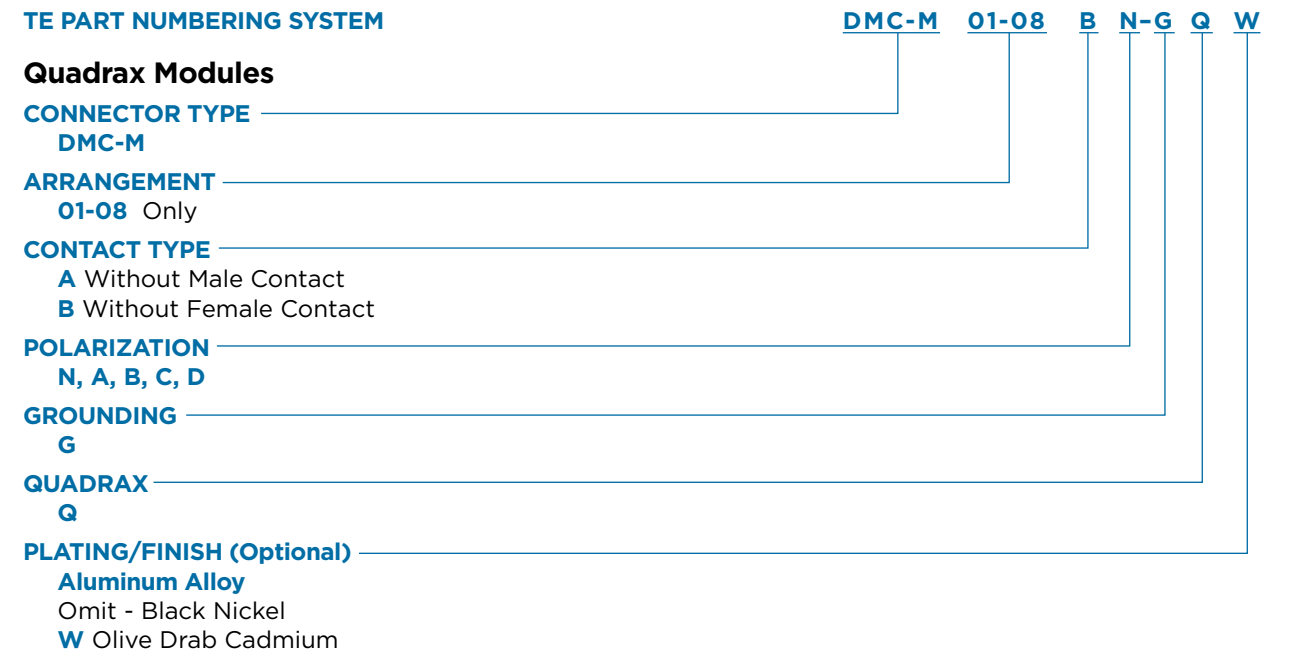 TE PART NUMBERING SYSTEM DMC-M 01-08 B N–G Q W
Quadrax Modules
CONNECTOR TYPE
DMC-M
ARRANGEMENT
01-08 Only
CONTACT TYPE
A Without Male Contact
B Without Female Contact
POLARIZATION
N, A, B, C, D
GROUNDING
G
QUADRAX
Q
PLATING/FINISH (Optional)
Aluminum Alloy
Omit - Black Nickel
W Olive Drab Cadmium